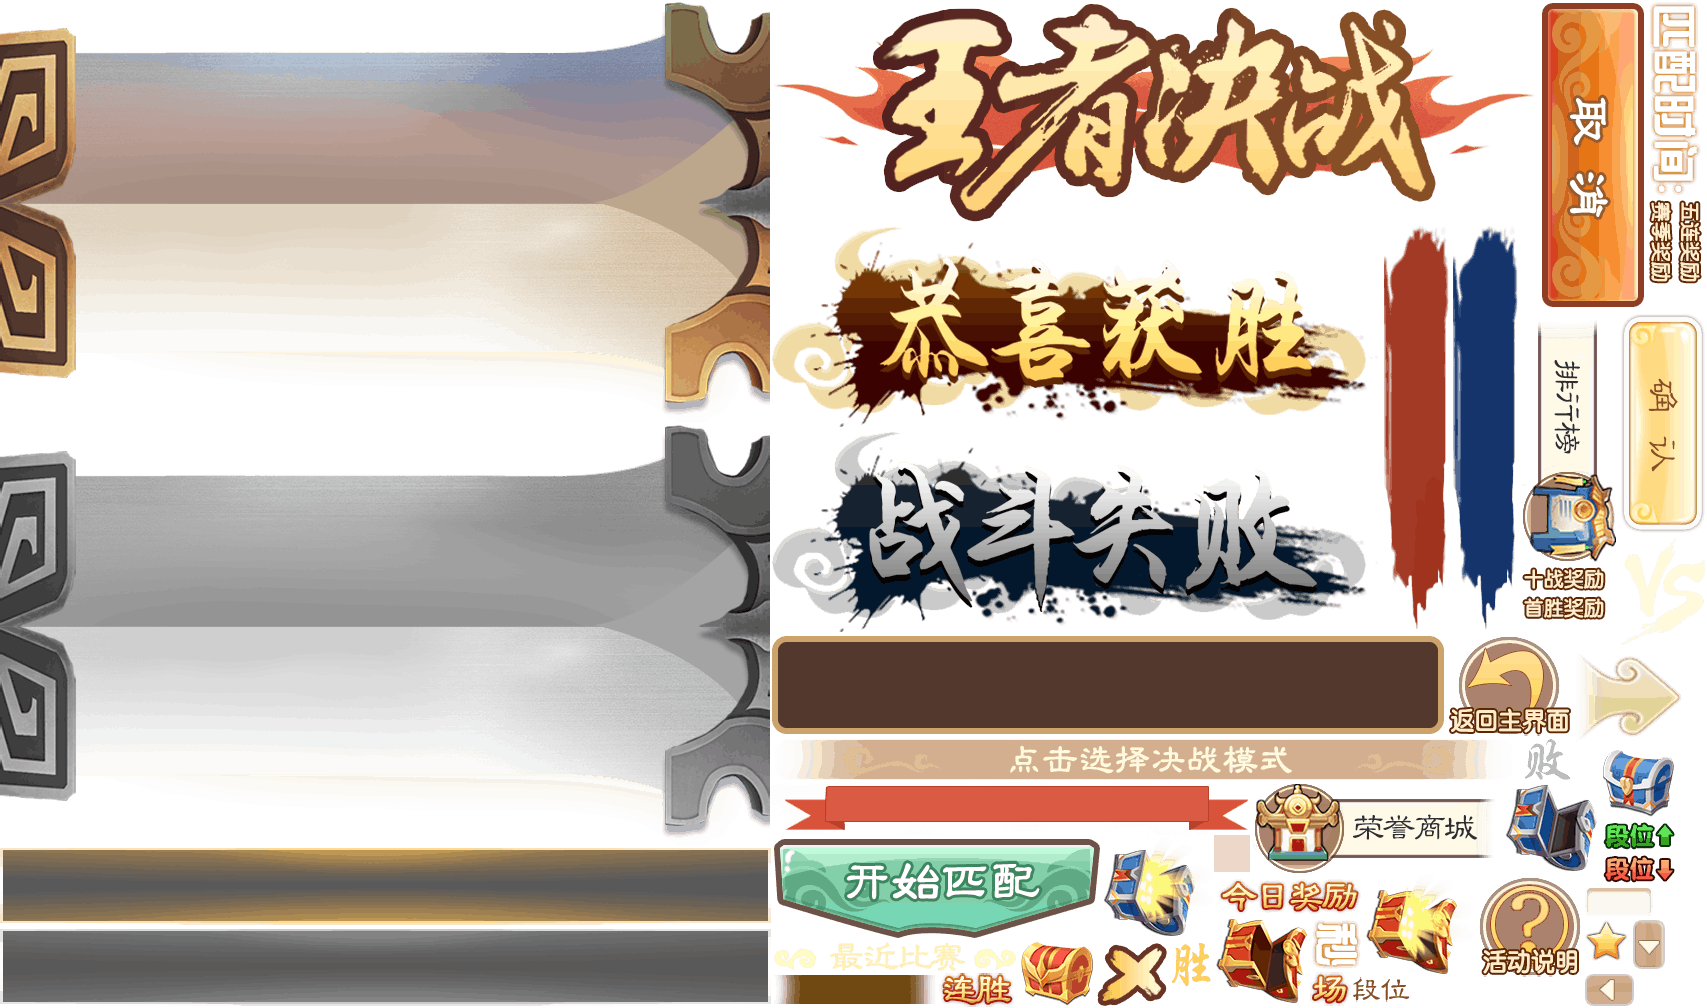 王者决战
取消
匹配时间:
五连奖励
赛季奖励
恭喜获胜
排行榜
确认
战斗失败
十战奖励
首胜奖励
VS
返回主界面
点击选择决战模式
败
荣誉商城
段位
段位
开始匹配
今日奖励
秒
最近比赛
连胜
胜
场
段位
活动说明